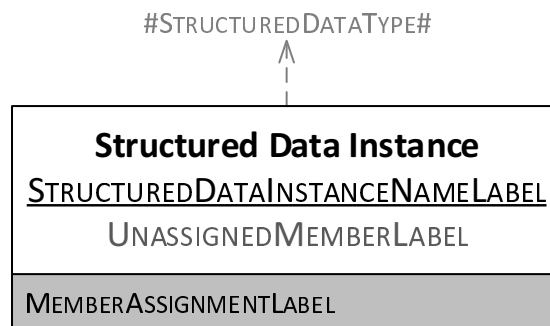 #StructuredDataType#
Structured Data Instance
StructuredDataInstanceNameLabel
UnassignedMemberLabel
MemberAssignmentLabel